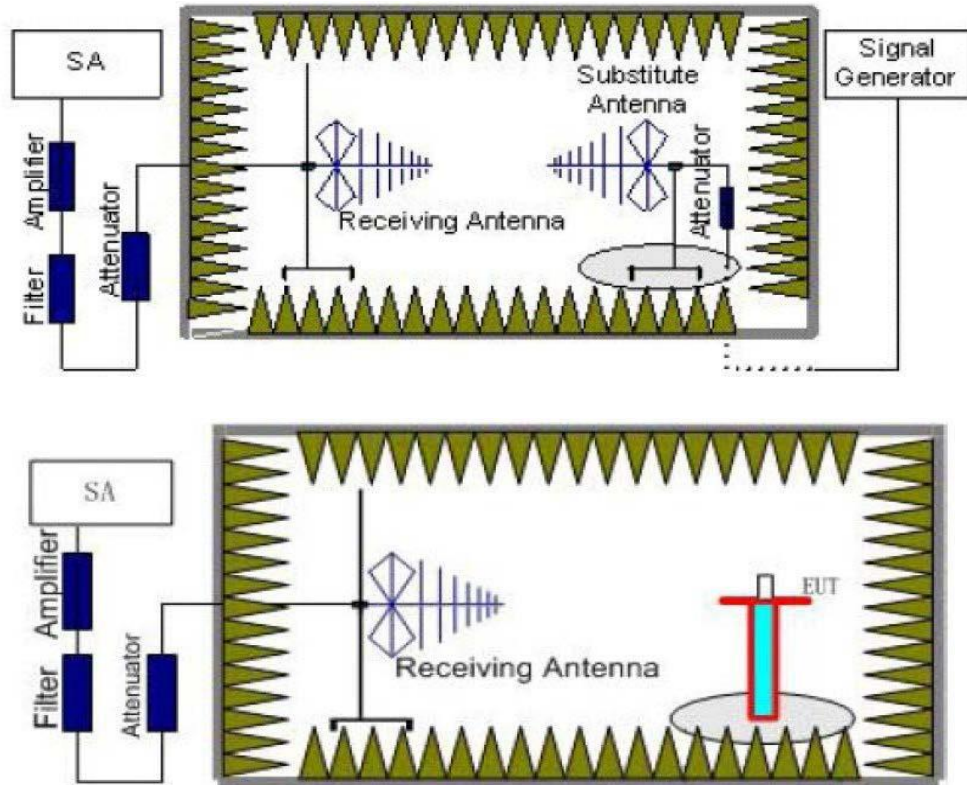 SA
Signal
Generator
Substitute
Antenna
Amplifier
Attenuator
Attenuator
Receiving Antenna
Filter
SA
EUT
Amplifier
Receiving Antenna
Filter
Attenuator